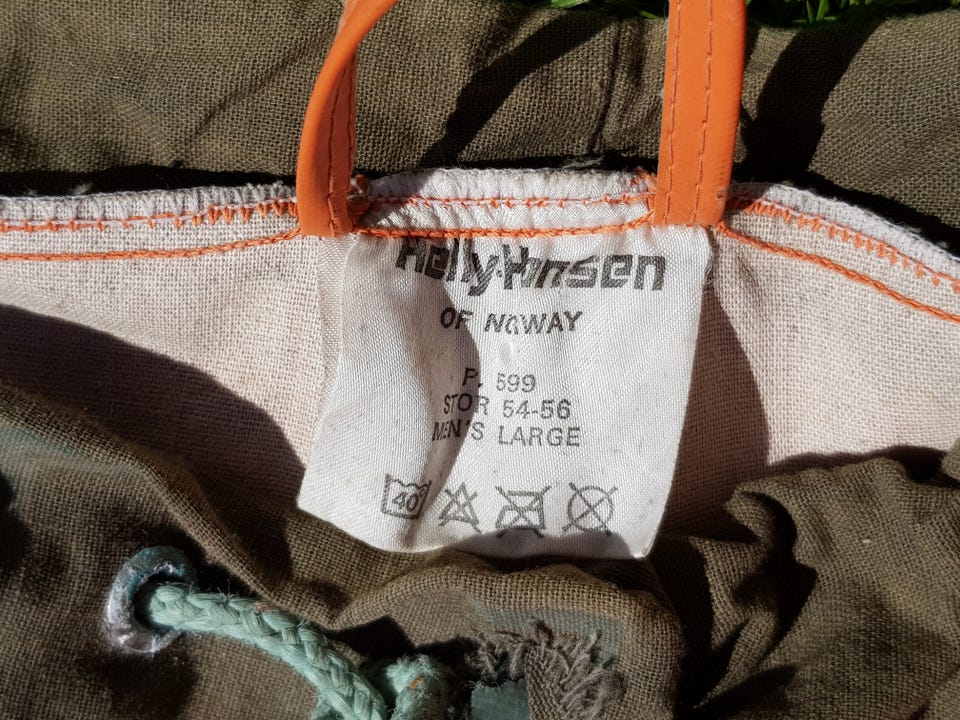 Helly-Hansen
OF NORWAY
P. 599
STOR 54-56
MEN'S LARGE
40°